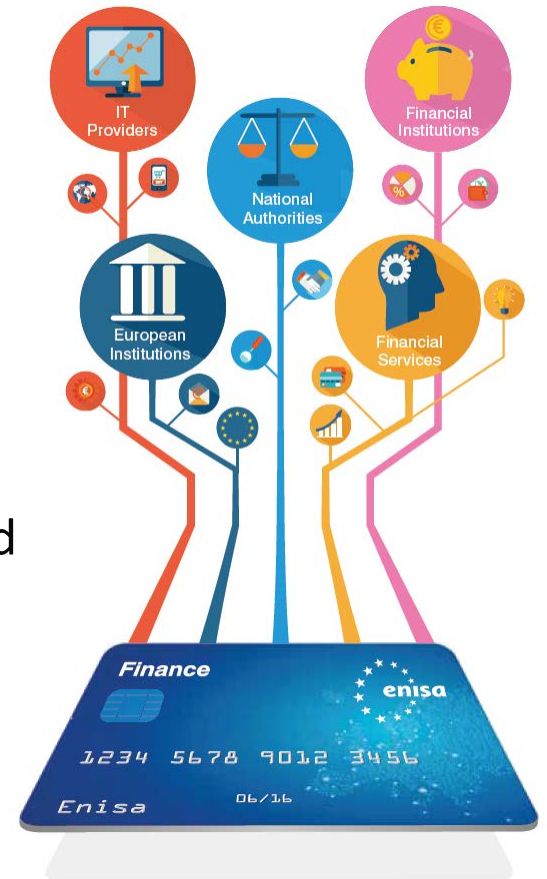 IT
Providers
Financial
Institutions
National
Authorities
European
Institutions
Financial
Services
d
Finance
enisa
1234 5678 9012 3456
06/16
Enisa